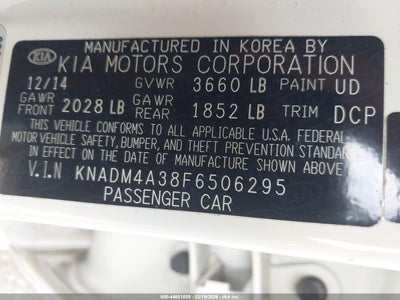 MANUFACTURED IN KOREA BY
KIA KIA MOTORS CORPORATION
12/14 GVWR 3660 LB PAINT UD
GAWR FRONT 2028 LB GAWR REAR 1852 LB TRIM DCP
THIS VEHICLE CONFORMS TO ALL APPLICABLE U.S.A. FEDERAL
MOTOR VEHICLE SAFETY, BUMPER, AND THEFT PREVENTION STANDARDS
IN EFFECT ON THE DATE OF MANUFACTURE SHOWN ABOVE.
V.I.N KNADM4A38F6506295
PASSENGER CAR